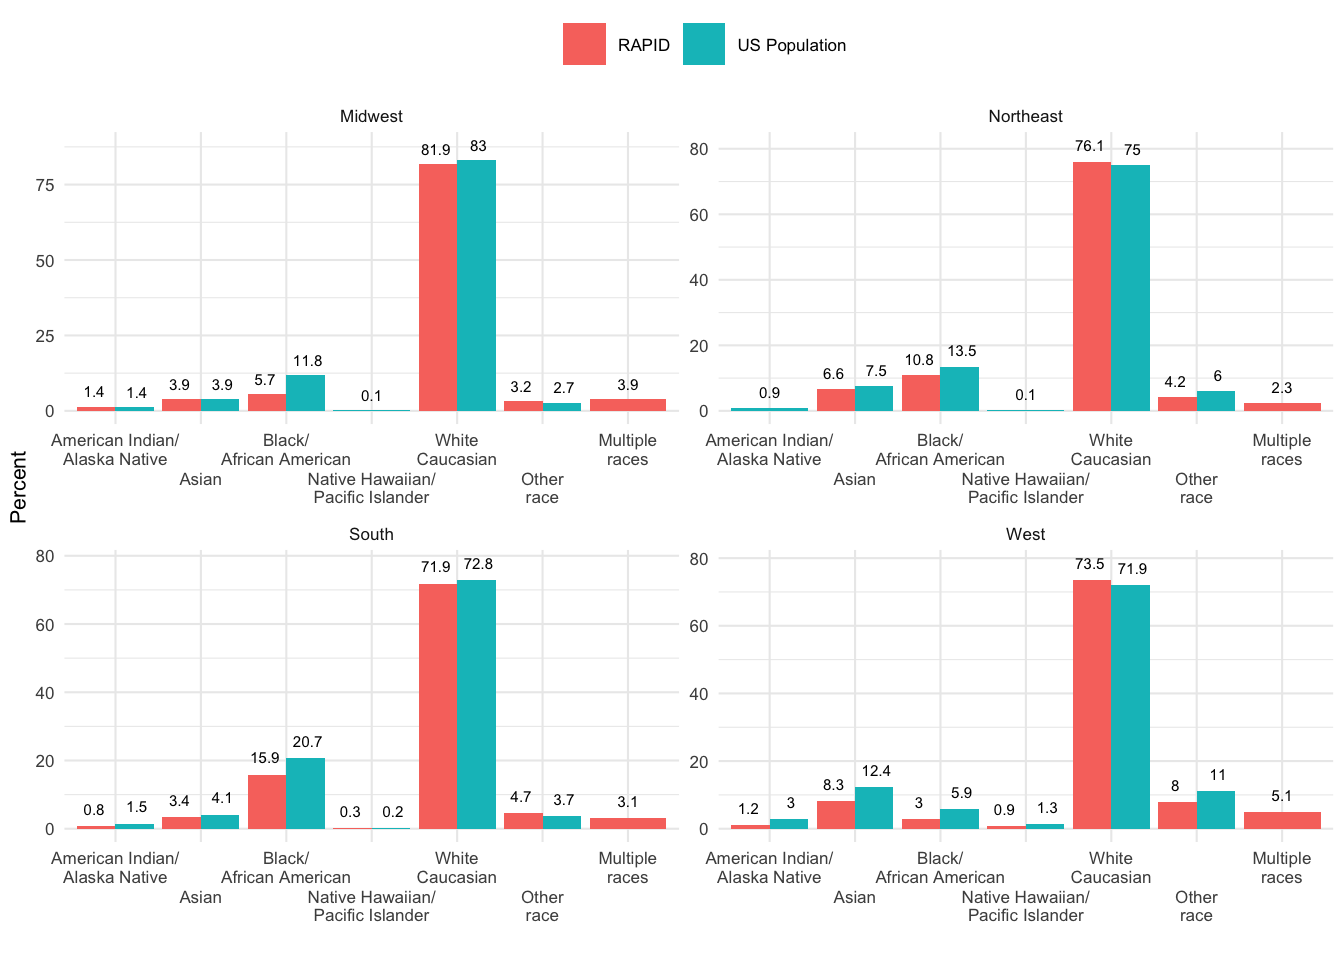 RAPID US Population
Midwest
81.9 83
75
50
25
0
1.4 1.4 3.9 3.9 5.7 11.8 0.1 3.2 2.7 3.9
American Indian/ Black/ White Multiple
Alaska Native African American Caucasian races
Asian Native Hawaiian/ Other
Pacific Islander race
Northeast
76.1 75
80
60
40
20
0
0.9 6.6 7.5 10.8 13.5 0.1 4.2 6 2.3
American Indian/ Black/ White Multiple
Alaska Native African American Caucasian races
Asian Native Hawaiian/ Other
Pacific Islander race
Percent
South
71.9 72.8
80
60
40
20
0
0.8 1.5 3.4 4.1 15.9 20.7 0.3 0.2 4.7 3.7 3.1
American Indian/ Black/ White Multiple
Alaska Native African American Caucasian races
Asian Native Hawaiian/ Other
Pacific Islander race
West
73.5 71.9
80
60
40
20
0
1.2 3 8.3 12.4 3 5.9 0.9 1.3 8 11 5.1
American Indian/ Black/ White Multiple
Alaska Native African American Caucasian races
Asian Native Hawaiian/ Other
Pacific Islander race